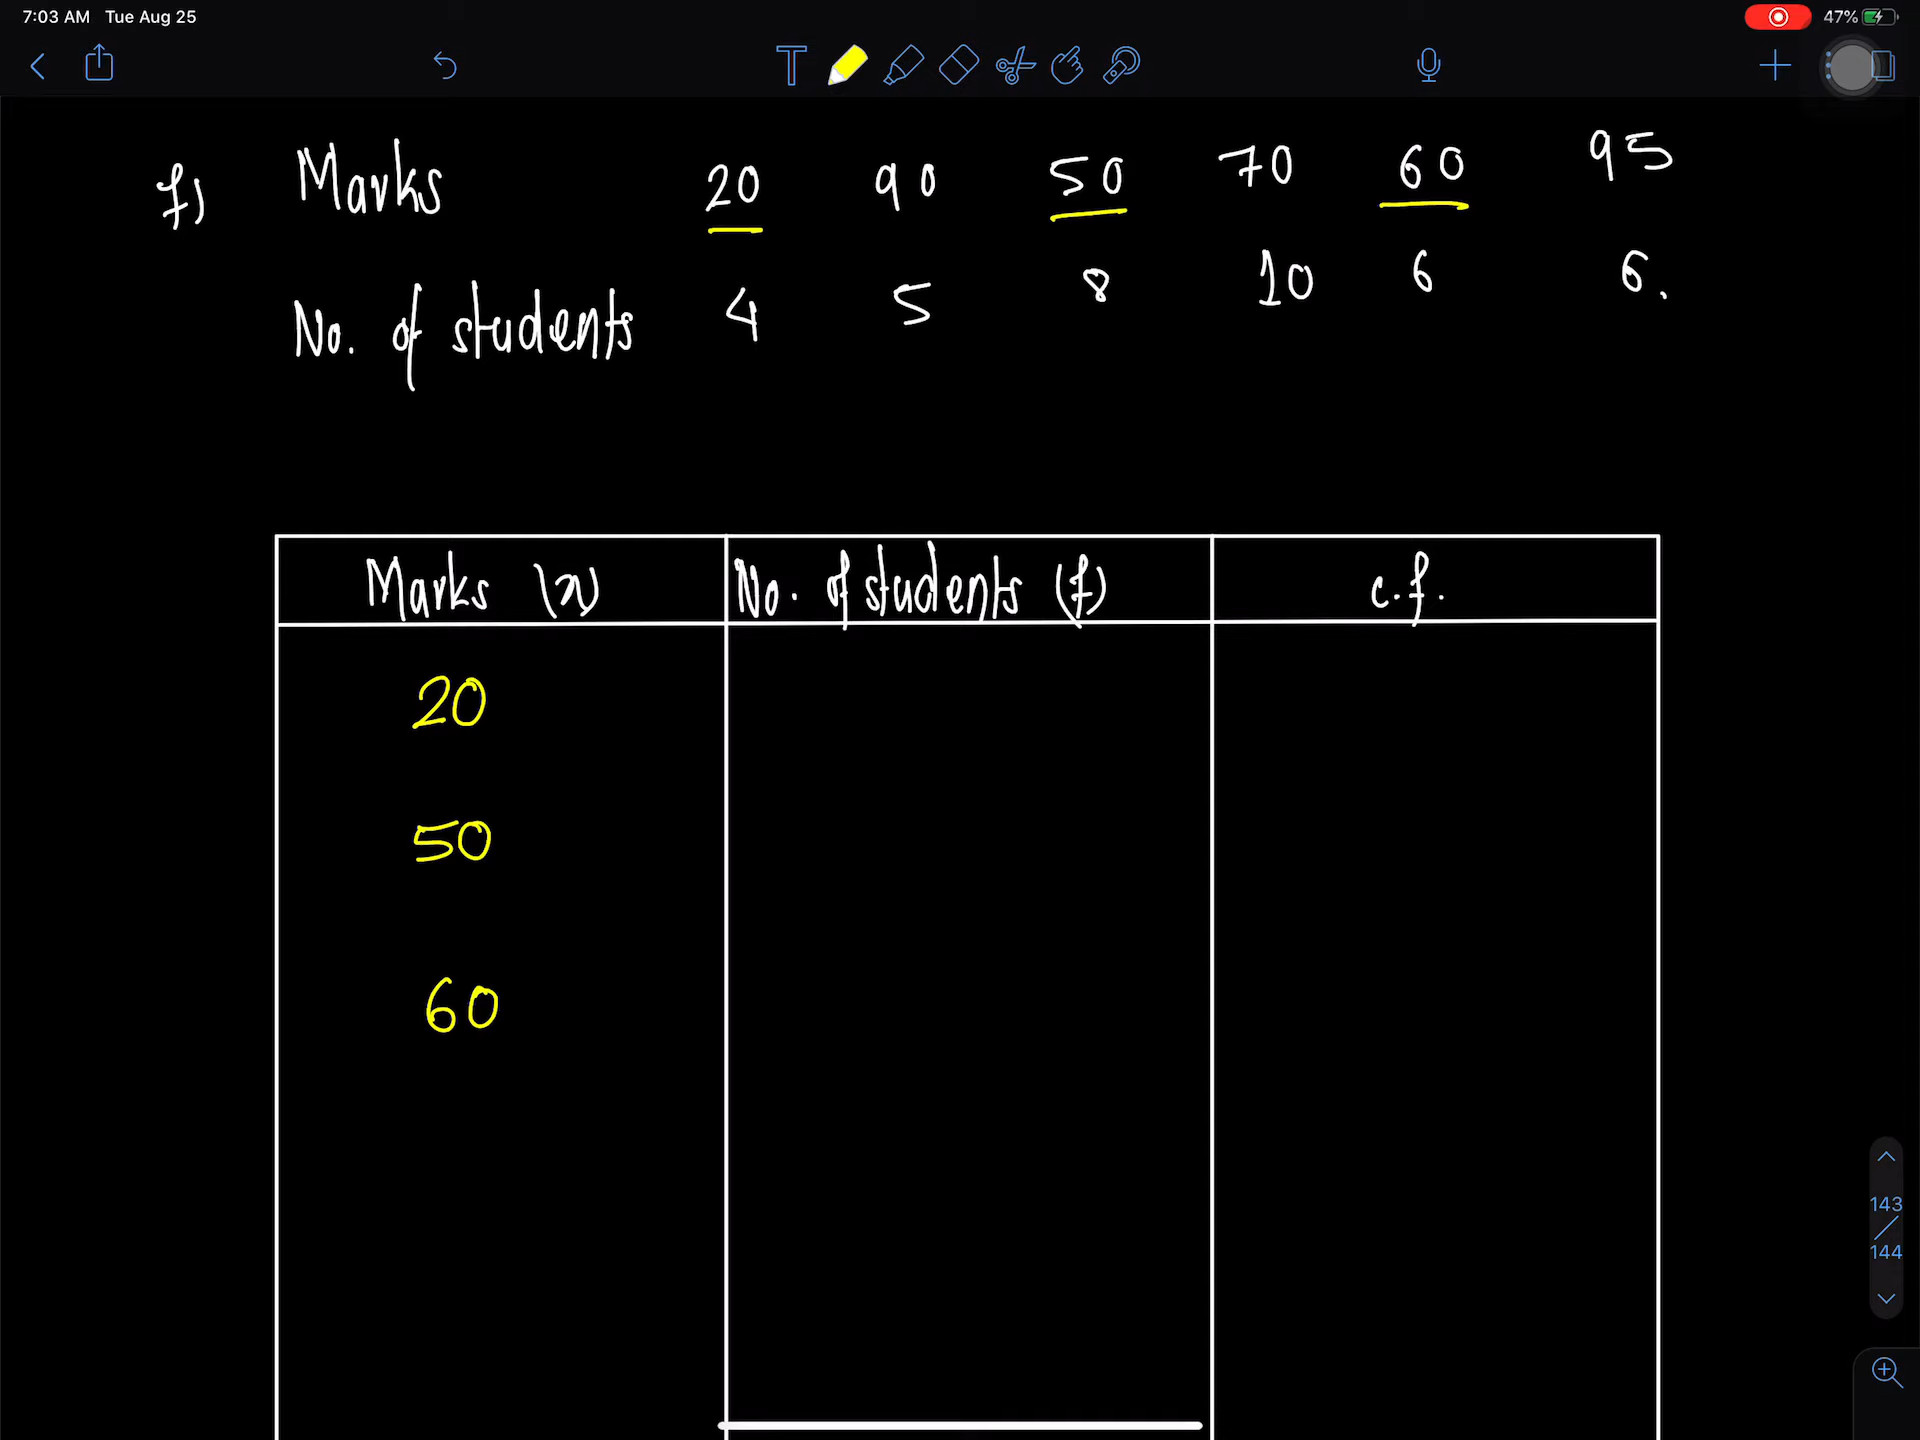 7:03 AM Tue Aug 25
47%
T
f) Marks 20 90 50 70 60 95
No. of students 4 5 8 10 6 6.
Marks (x) No. of students (f) c.f.
20
50
60
143
144